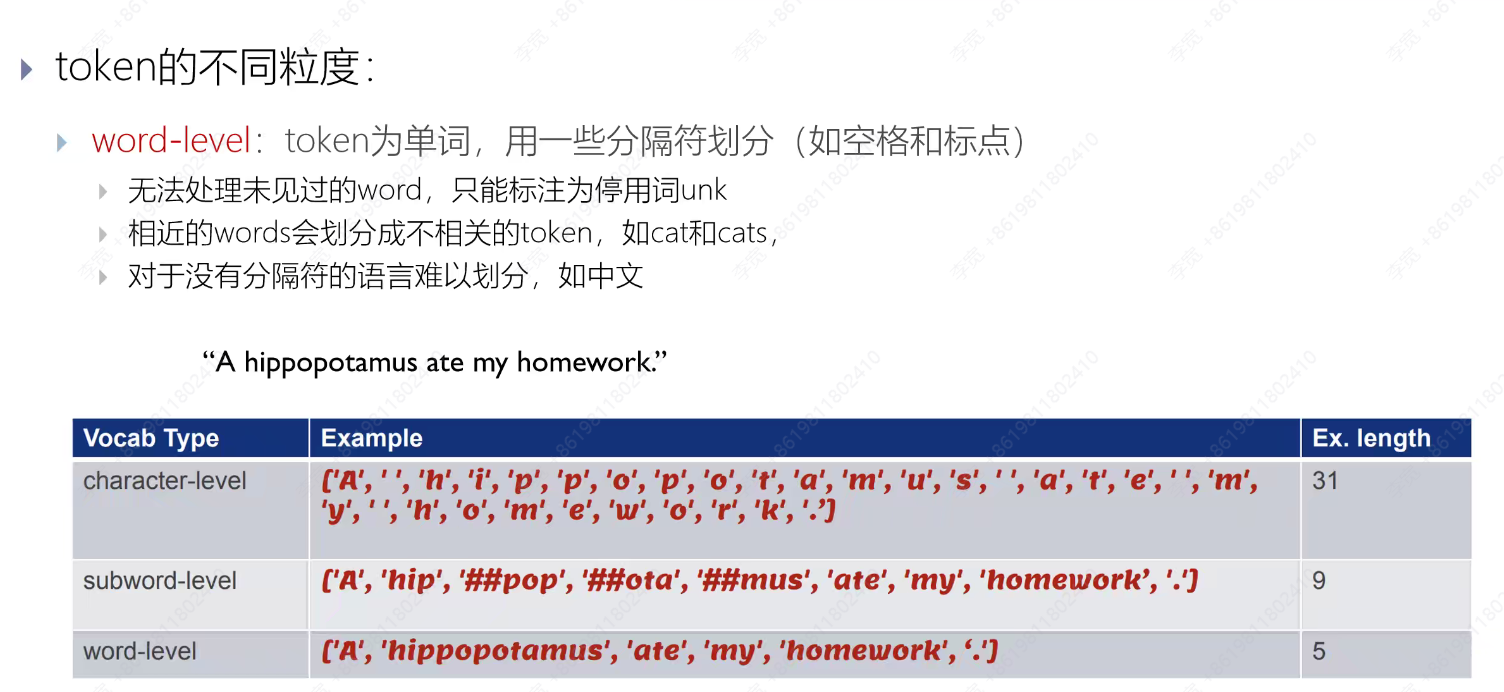 token的不同粒度：
word-level：token为单词，用一些分隔符划分（如空格和标点）
无法处理未见过的word，只能标注为停用词unk
相近的words会划分成不相关的token，如cat和cats，
对于没有分隔符的语言难以划分，如中文
“A hippopotamus ate my homework.”
Vocab Type Example Ex. length
character-level ['A', ' ', 'h', 'i', 'p', 'p', 'o', 'p', 'o', 't', 'a', 'm', 'u', 's', ' ', 'a', 't', 'e', ' ', 'm', 31
'y', ' ', 'h', 'o', 'm', 'e', 'w', 'o', 'r', 'k', '.’]
subword-level ['A', 'hip', '##pop', '##ota', '##mus', 'ate', 'my', 'homework’, '.'] 9
word-level ['A', 'hippopotamus', 'ate', 'my', 'homework', ‘.'] 5
李宽 +8619811802410